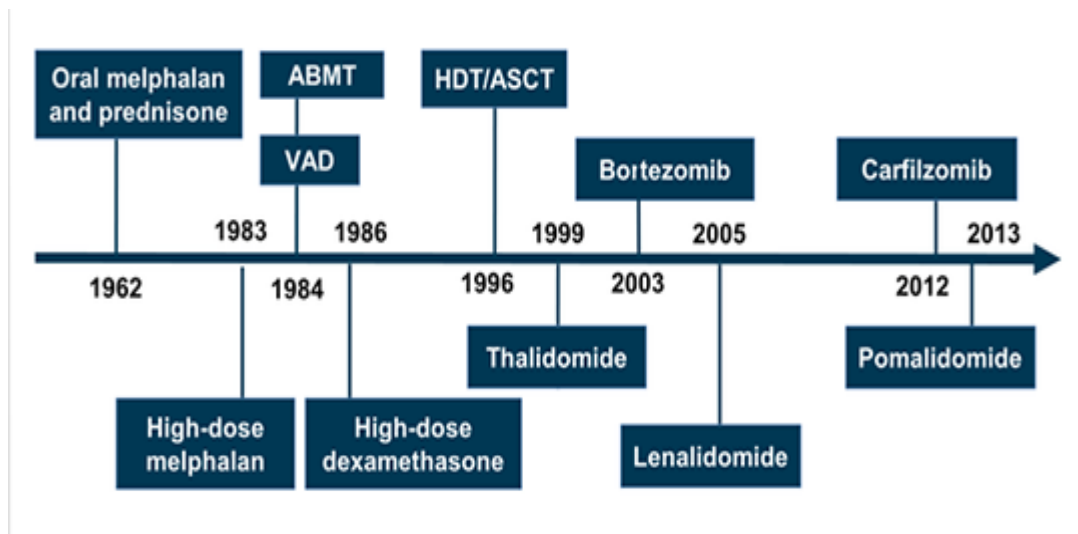 Oral melphalan
and prednisone
ABMT
VAD
HDT/ASCT
Bortezomib
Carfilzomib
1983
1986
1999
2005
2013
1962
1984
1996
2003
2012
Thalidomide
Pomalidomide
High-dose
melphalan
High-dose
dexamethasone
Lenalidomide